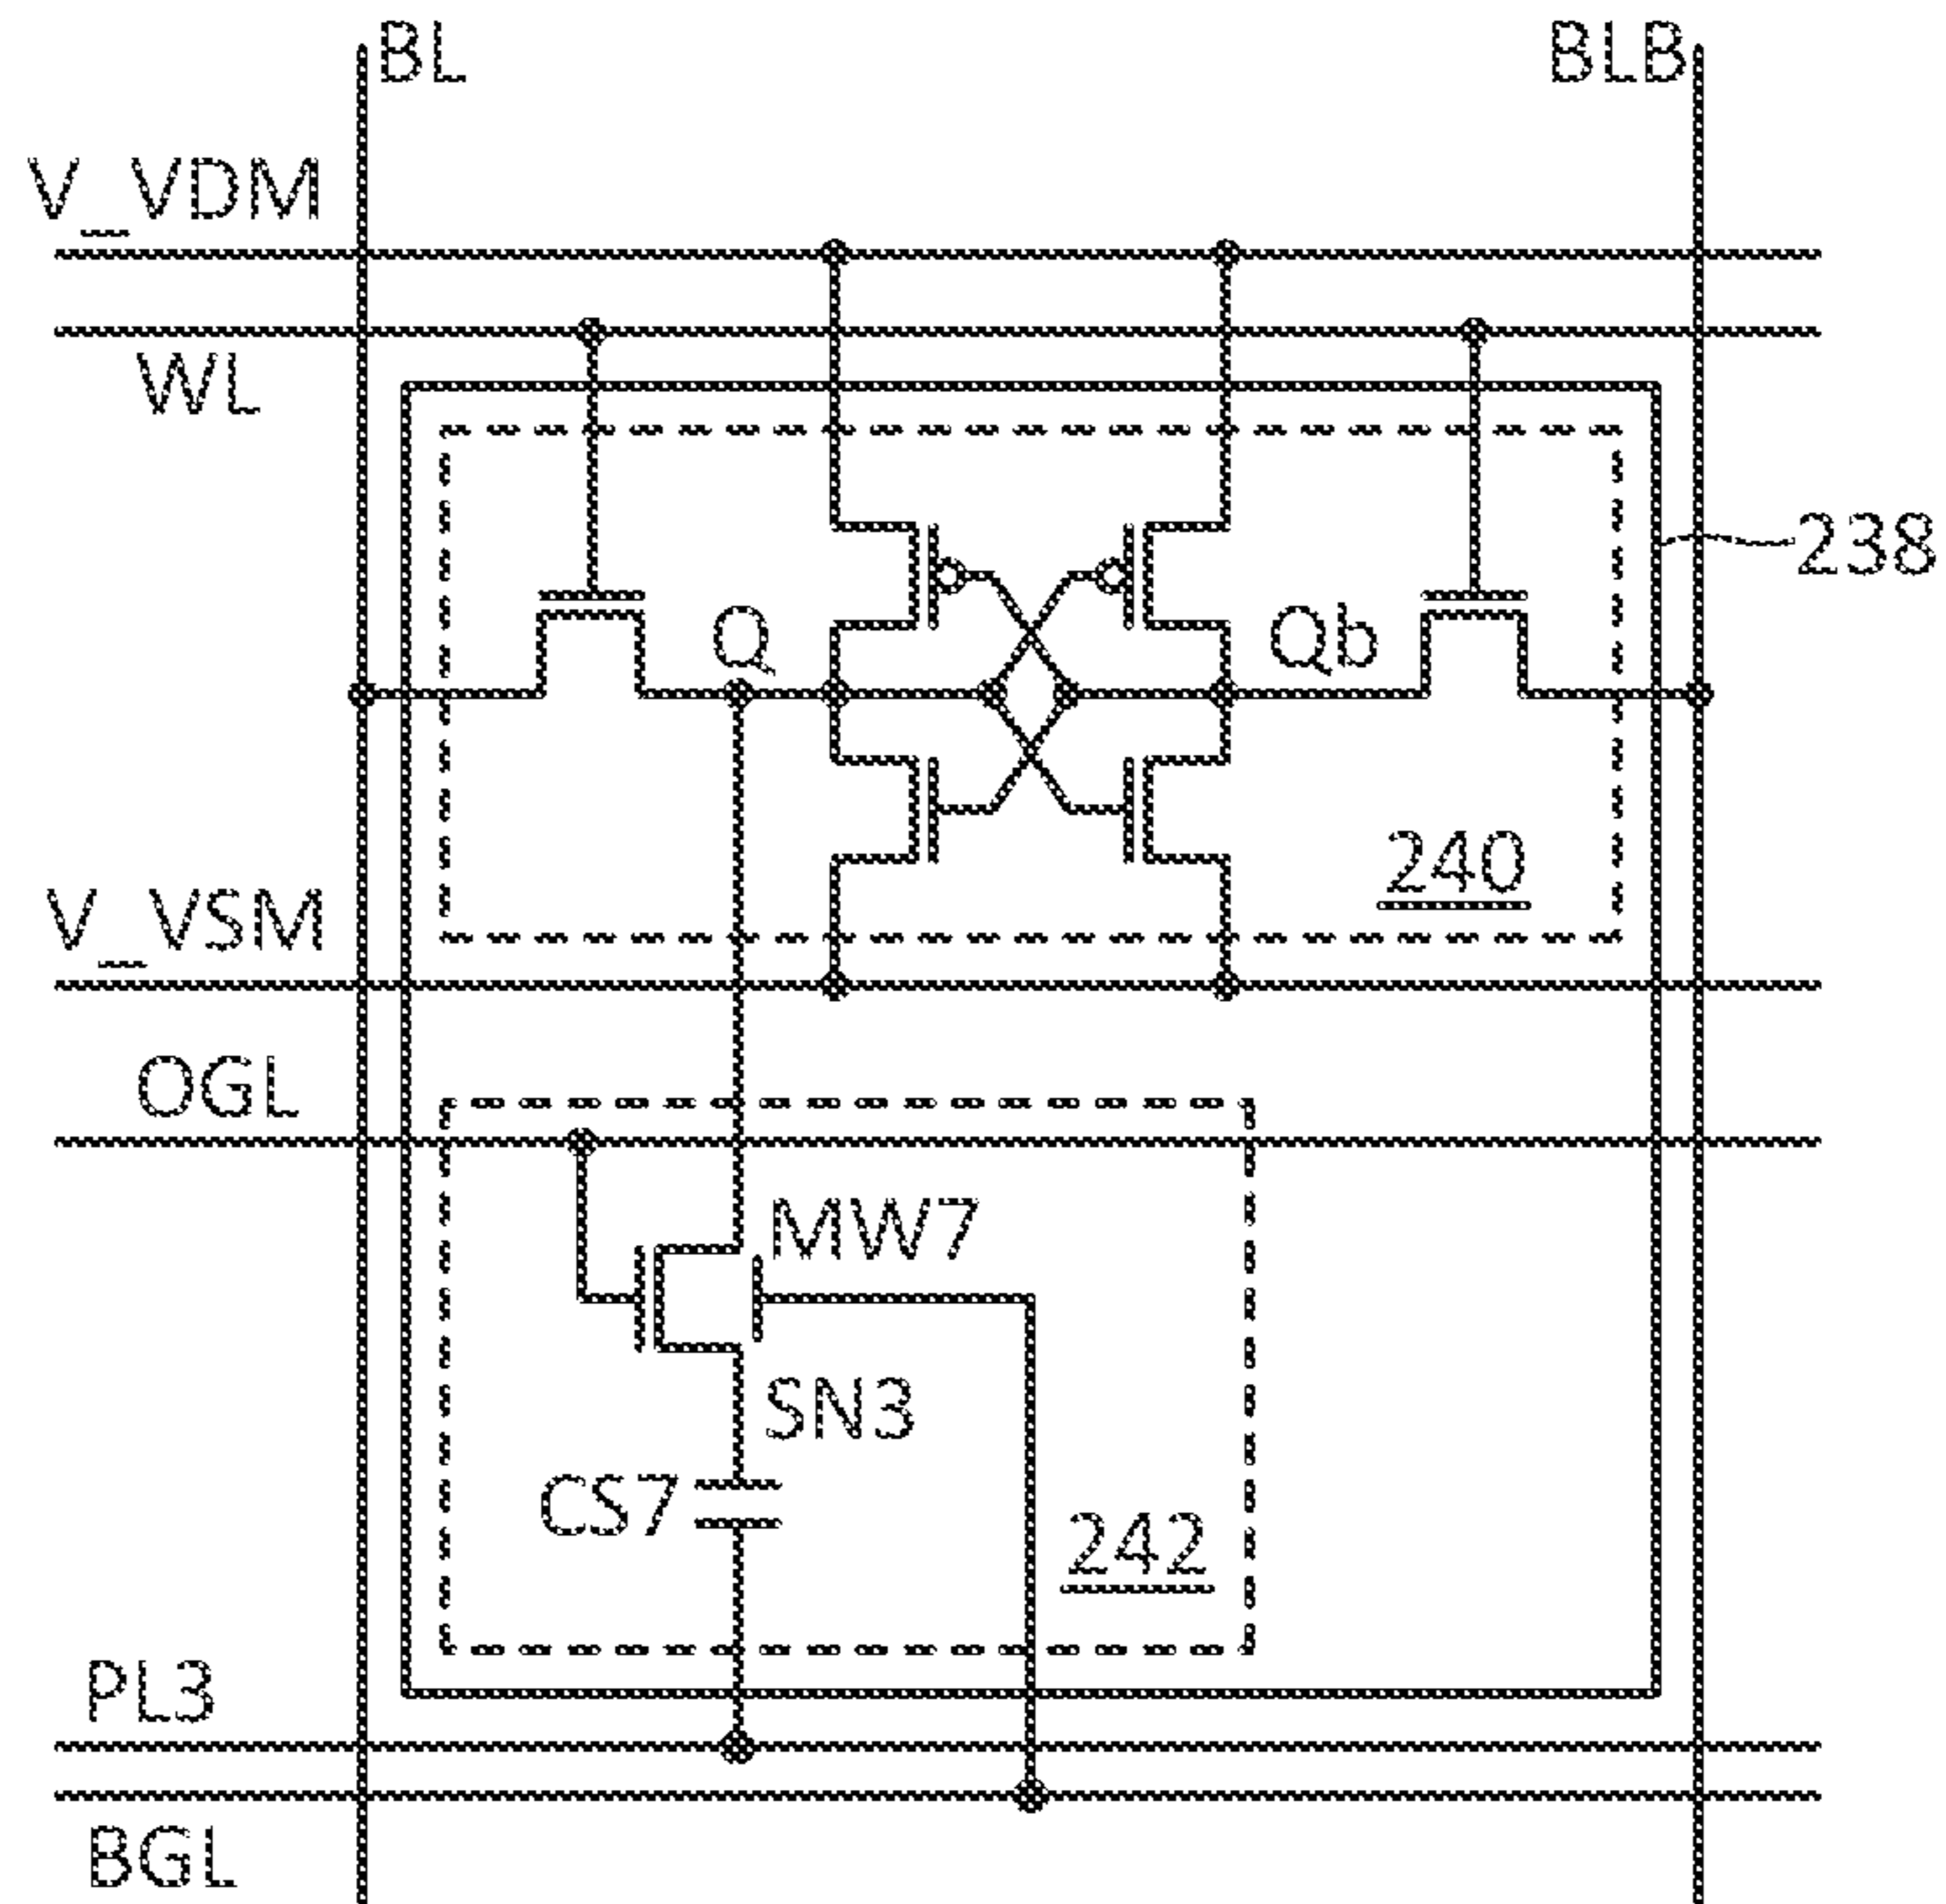 BL
BLB
V_VDM
WL
238
Q
Qb
240
V_VSM
OGL
MW7
SN3
CS7
242
PL3
BGL